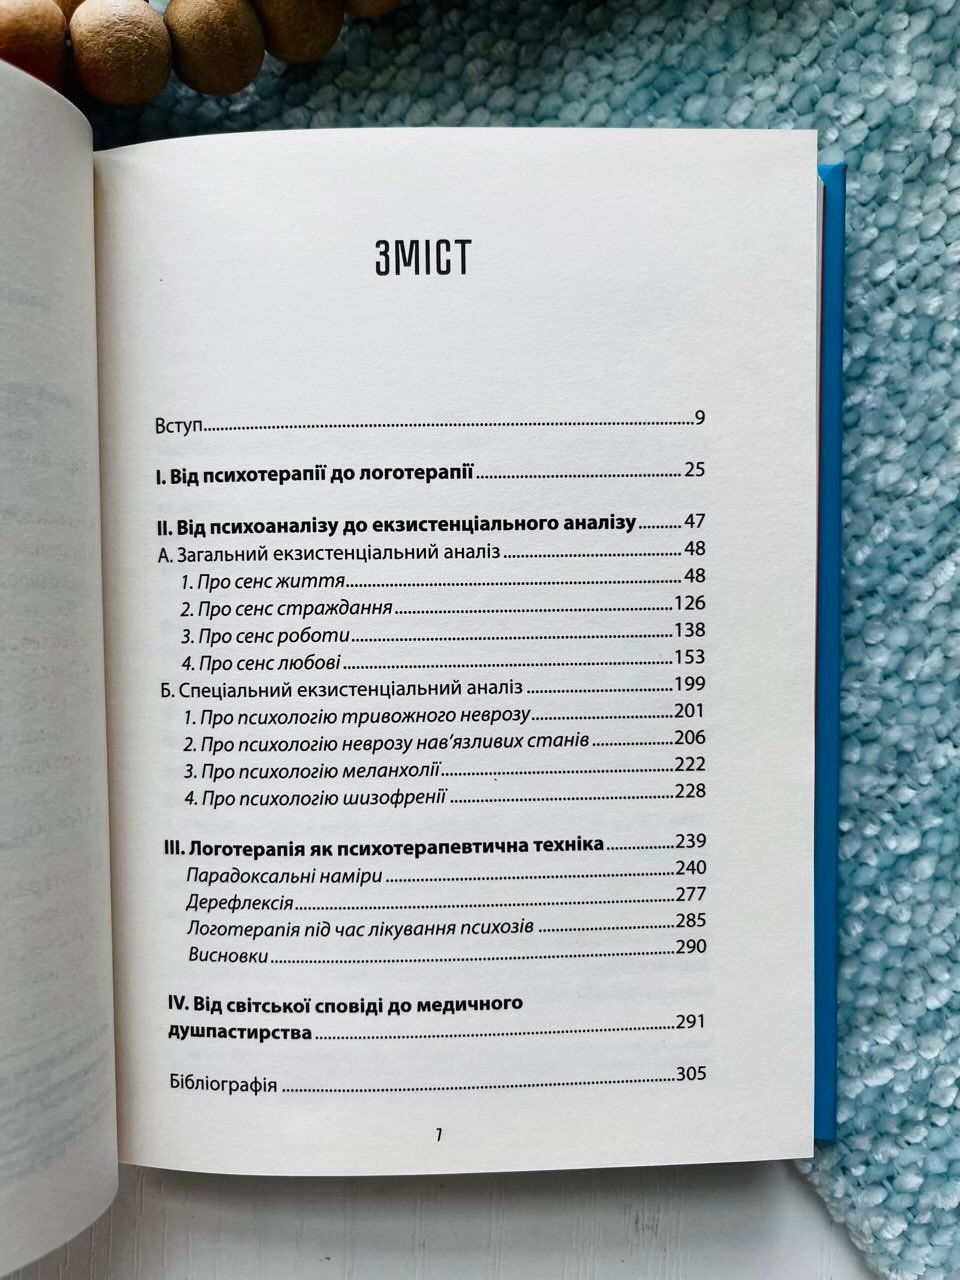 ЗМІСТ
Вступ..........9
I. Від психотерапії до логотерапії..........25
II. Від психоаналізу до екзистенціального аналізу..........47
А. Загальний екзистенціальний аналіз..........48
1. Про сенс життя..........48
2. Про сенс страждання..........126
3. Про сенс роботи..........138
4. Про сенс любові..........153
Б. Спеціальний екзистенціальний аналіз..........199
1. Про психологію тривожного неврозу..........201
2. Про психологію неврозу нав’язливих станів..........206
3. Про психологію меланхолії..........222
4. Про психологію шизофренії..........228
III. Логотерапія як психотерапевтична техніка..........239
Парадоксальні наміри..........240
Дерефлексія..........277
Логотерапія під час лікування психозів..........285
Висновки..........290
IV. Від світської сповіді до медичного
душпастирства..........291
Бібліографія..........305
7